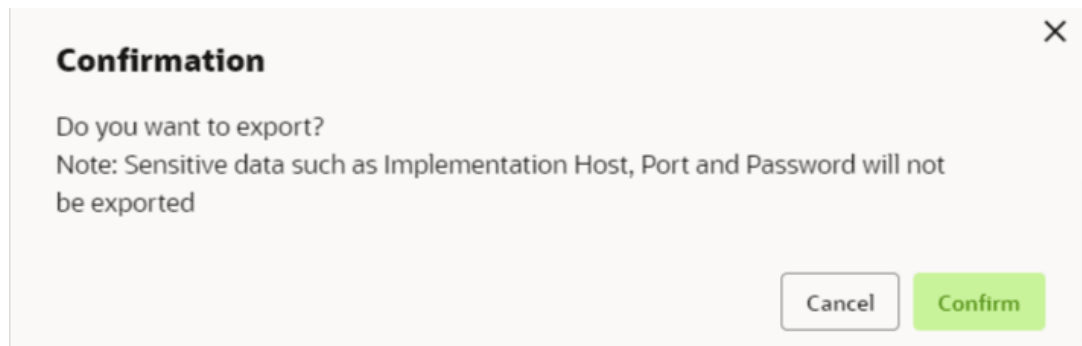 Confirmation
Do you want to export?
Note: Sensitive data such as Implementation Host, Port and Password will not
be exported
Cancel
Confirm